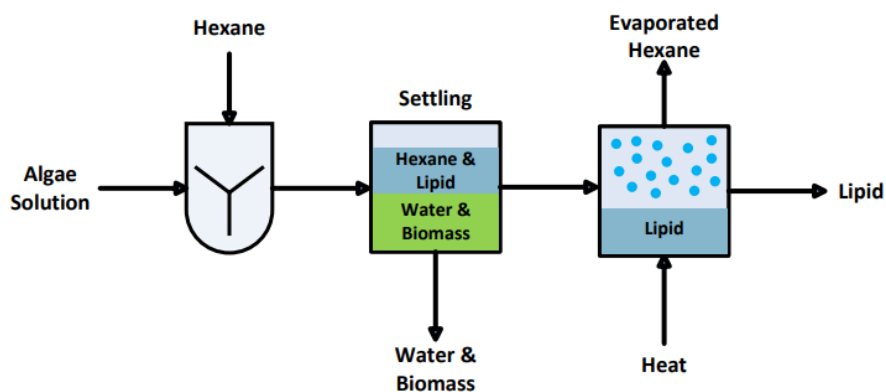 Hexane
Algae
Solution
Settling
Hexane &
Lipid
Water &
Biomass
Water &
Biomass
Evaporated
Hexane
Lipid
Heat
Lipid